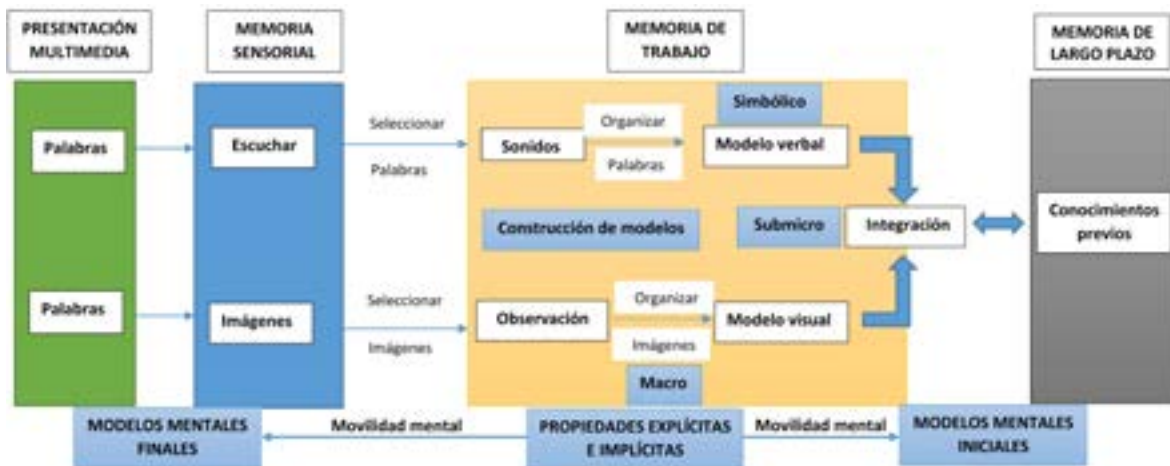 PRESENTACIÓN
MULTIMEDIA
MEMORIA
SENSORIAL
MEMORIA DE
TRABAJO
MEMORIA DE
LARGO PLAZO
Palabras
Escuchar
Seleccionar
Palabras
Sonidos
Organizar
Palabras
Simbólico
Modelo verbal
Construcción de modelos
Submicro
Integración
Conocimientos
previos
Palabras
Imágenes
Seleccionar
Imágenes
Observación
Organizar
Imágenes
Modelo visual
Macro
MODELOS MENTALES
FINALES
Movilidad mental
PROPIEDADES EXPLÍCITAS
E IMPLÍCITAS
Movilidad mental
MODELOS MENTALES
INICIALES